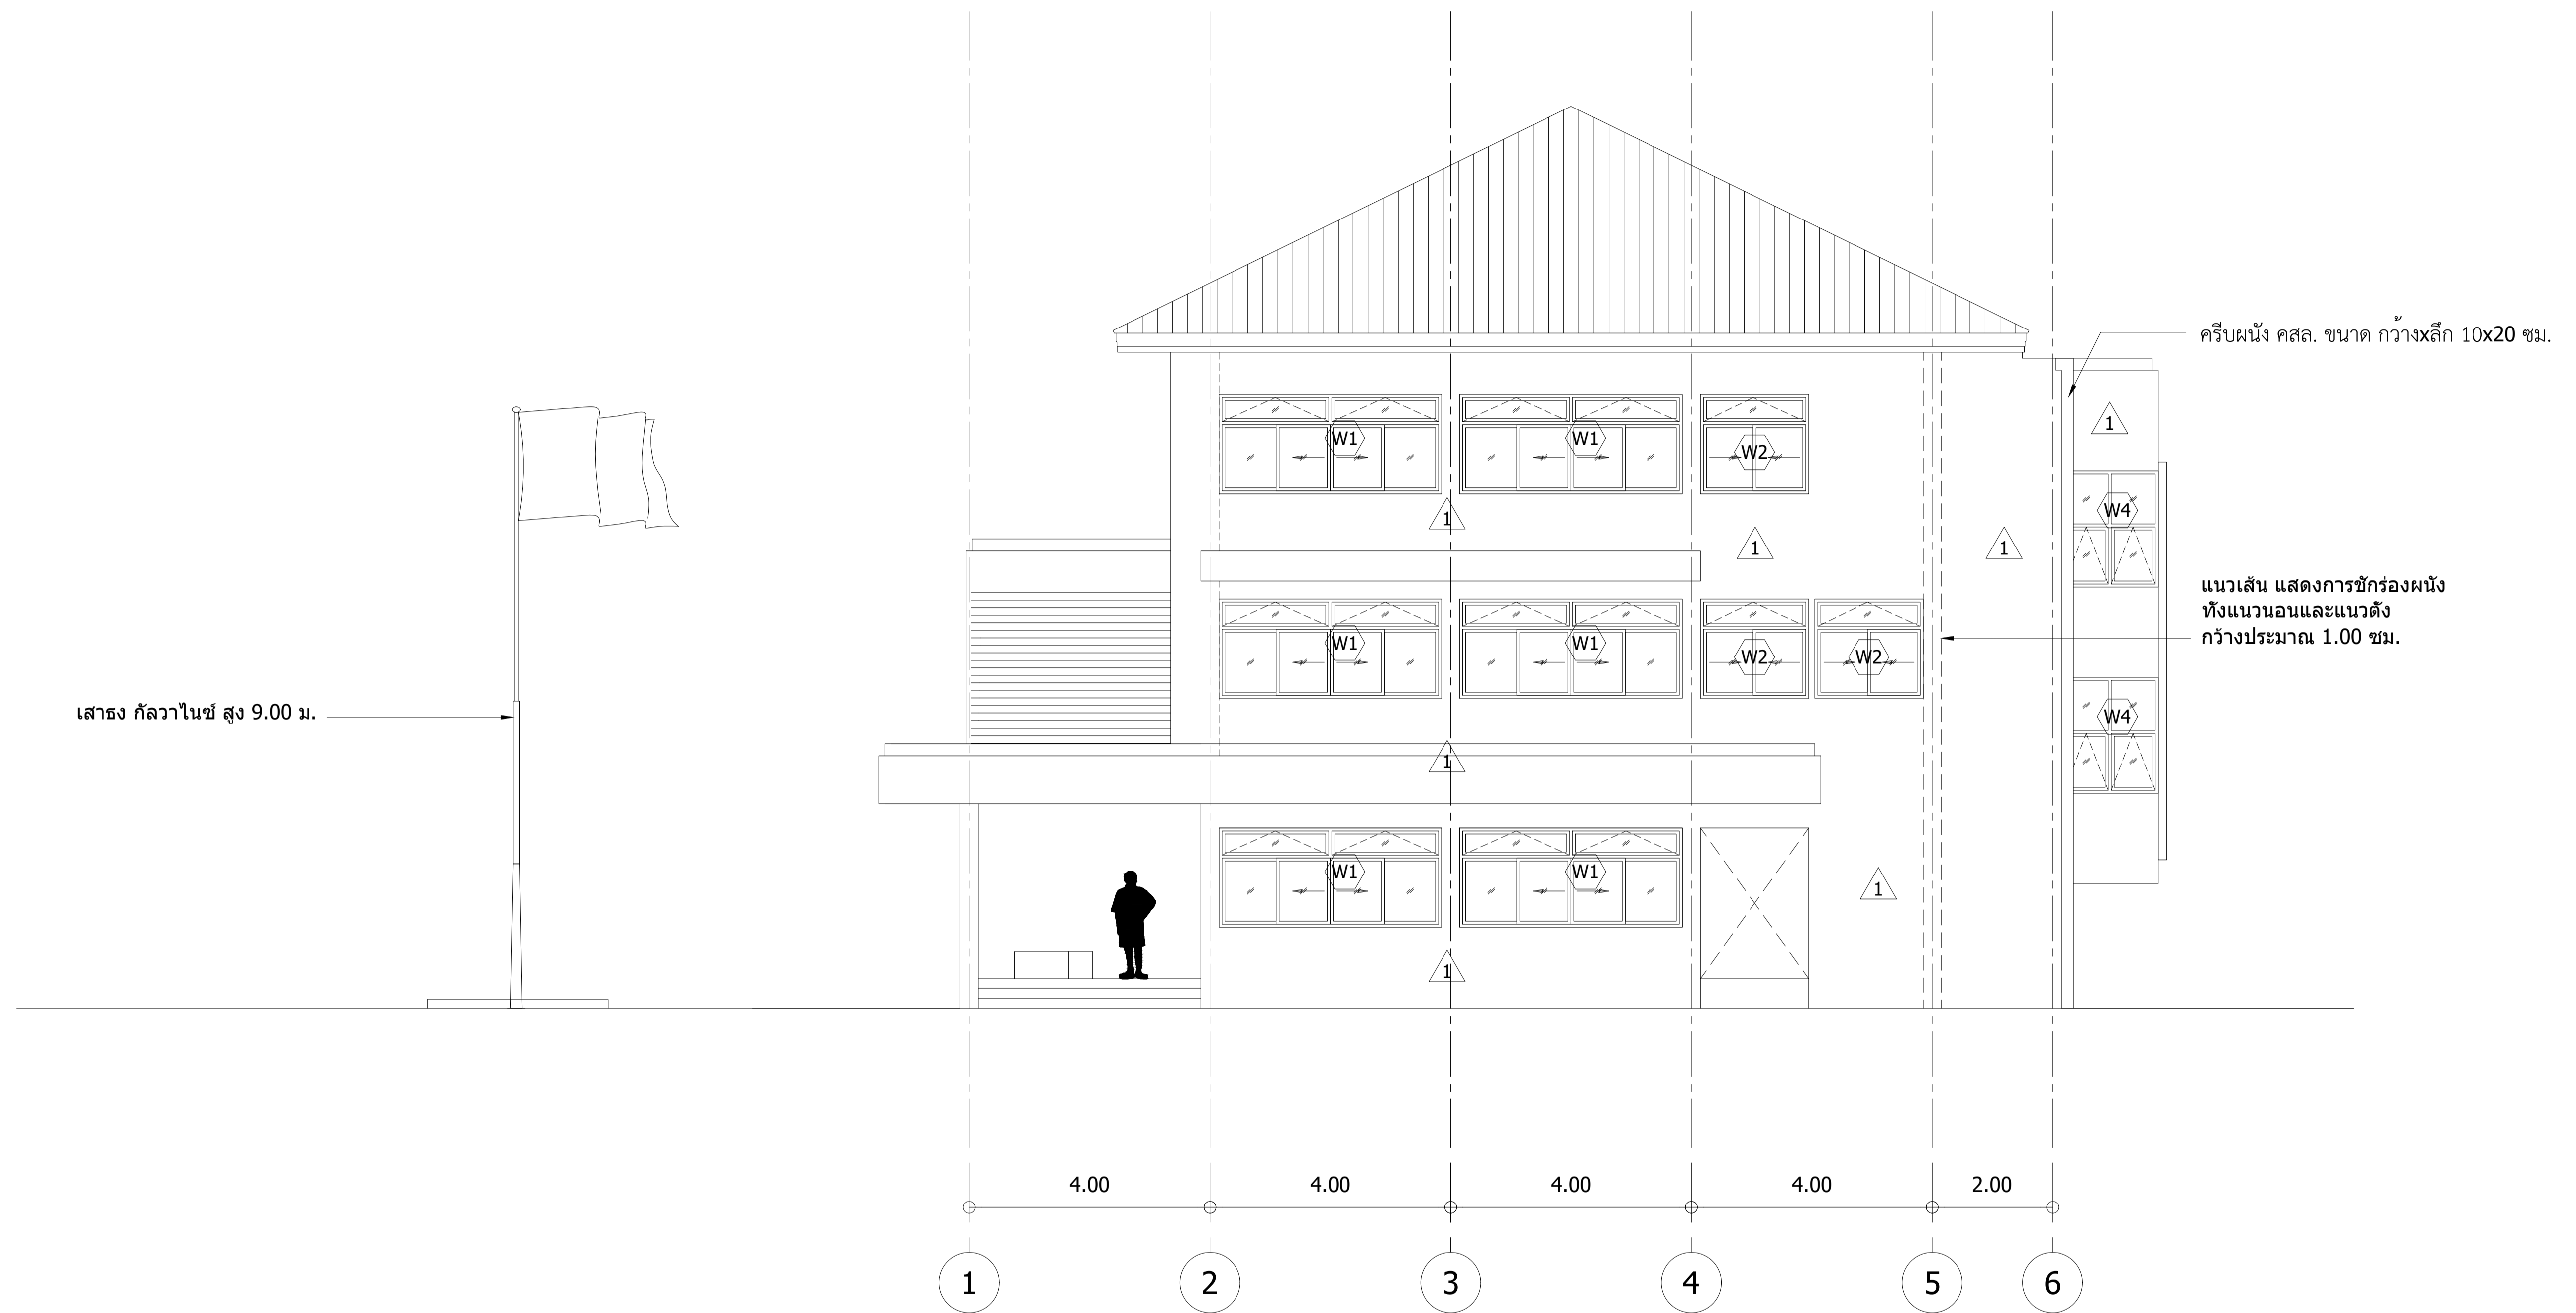 ครีบผนัง คสล. ขนาด กว้างxลึก 10x20 ซม.
1
W1 W1 W2
W4
1
1 1
แนวเส้น แสดงการชักร่องผนัง
ทั้งแนวนอนและแนวตั้ง
กว้างประมาณ 1.00 ซม.
W1 W1 W2 W2
เสาธง กัลวาไนซ์ สูง 9.00 ม.
W4
1
W1 W1
1
1
4.00 4.00 4.00 4.00 2.00
1 2 3 4 5 6